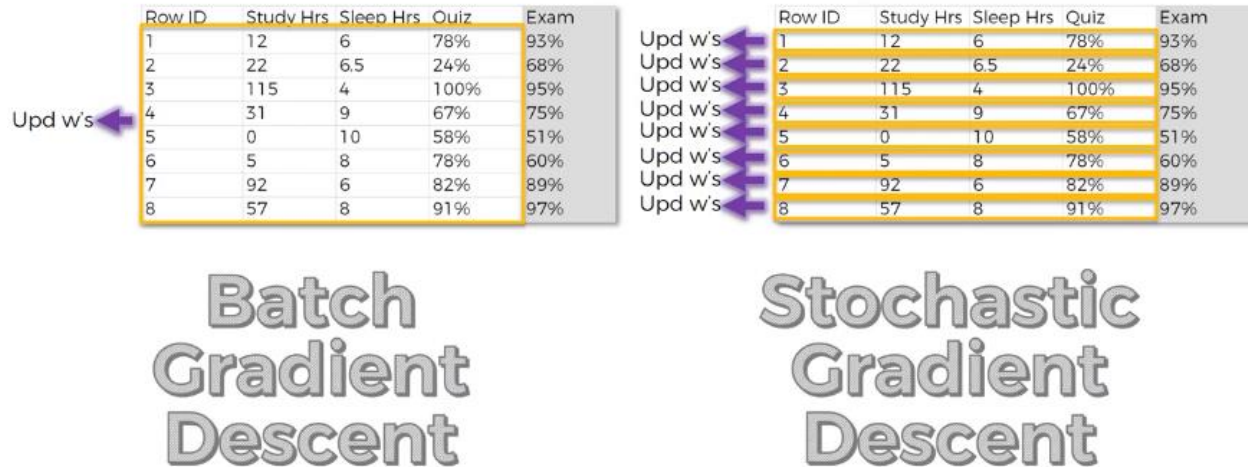 Row ID Study Hrs Sleep Hrs Quiz Exam
1 12 6 78% 93%
2 22 6.5 24% 68%
3 115 4 100% 95%
4 31 9 67% 75%
5 0 10 58% 51%
6 5 8 78% 60%
7 92 6 82% 89%
8 57 8 91% 97%
Upd w's
Batch
Gradient
Descent
Row ID Study Hrs Sleep Hrs Quiz Exam
Upd w's 1 12 6 78% 93%
Upd w's 2 22 6.5 24% 68%
Upd w's 3 115 4 100% 95%
Upd w's 4 31 9 67% 75%
Upd w's 5 0 10 58% 51%
Upd w's 6 5 8 78% 60%
Upd w's 7 92 6 82% 89%
Upd w's 8 57 8 91% 97%
Stochastic
Gradient
Descent